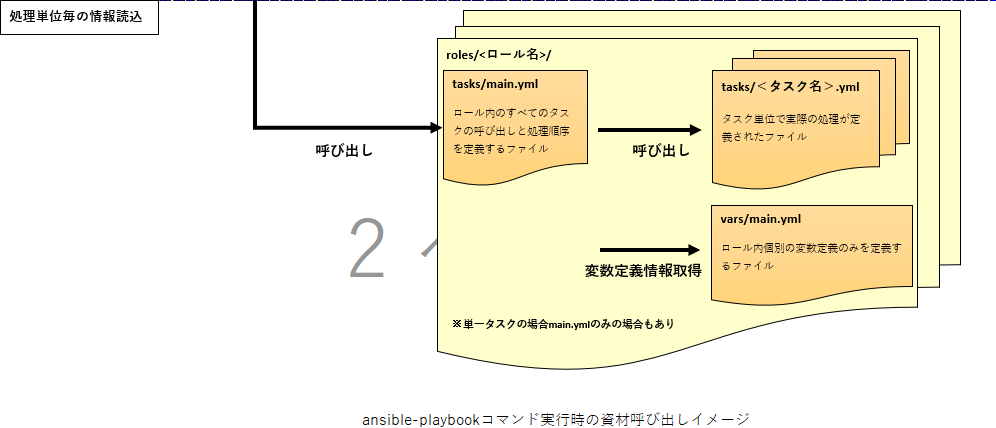 処理単位毎の情報読込
roles/<ロール名>/
tasks/main.yml
ロール内のすべてのタス
クの呼び出しと処理順序
を定義するファイル
呼び出し
呼び出し
tasks/＜タスク名＞.yml
タスク単位で実際の処理が定
義されたファイル
2
変数定義情報取得
vars/main.yml
ロール内個別の変数定義のみを定義す
るファイル
※単一タスクの場合main.ymlのみの場合もあり
ansible-playbookコマンド実行時の資材呼び出しイメージ